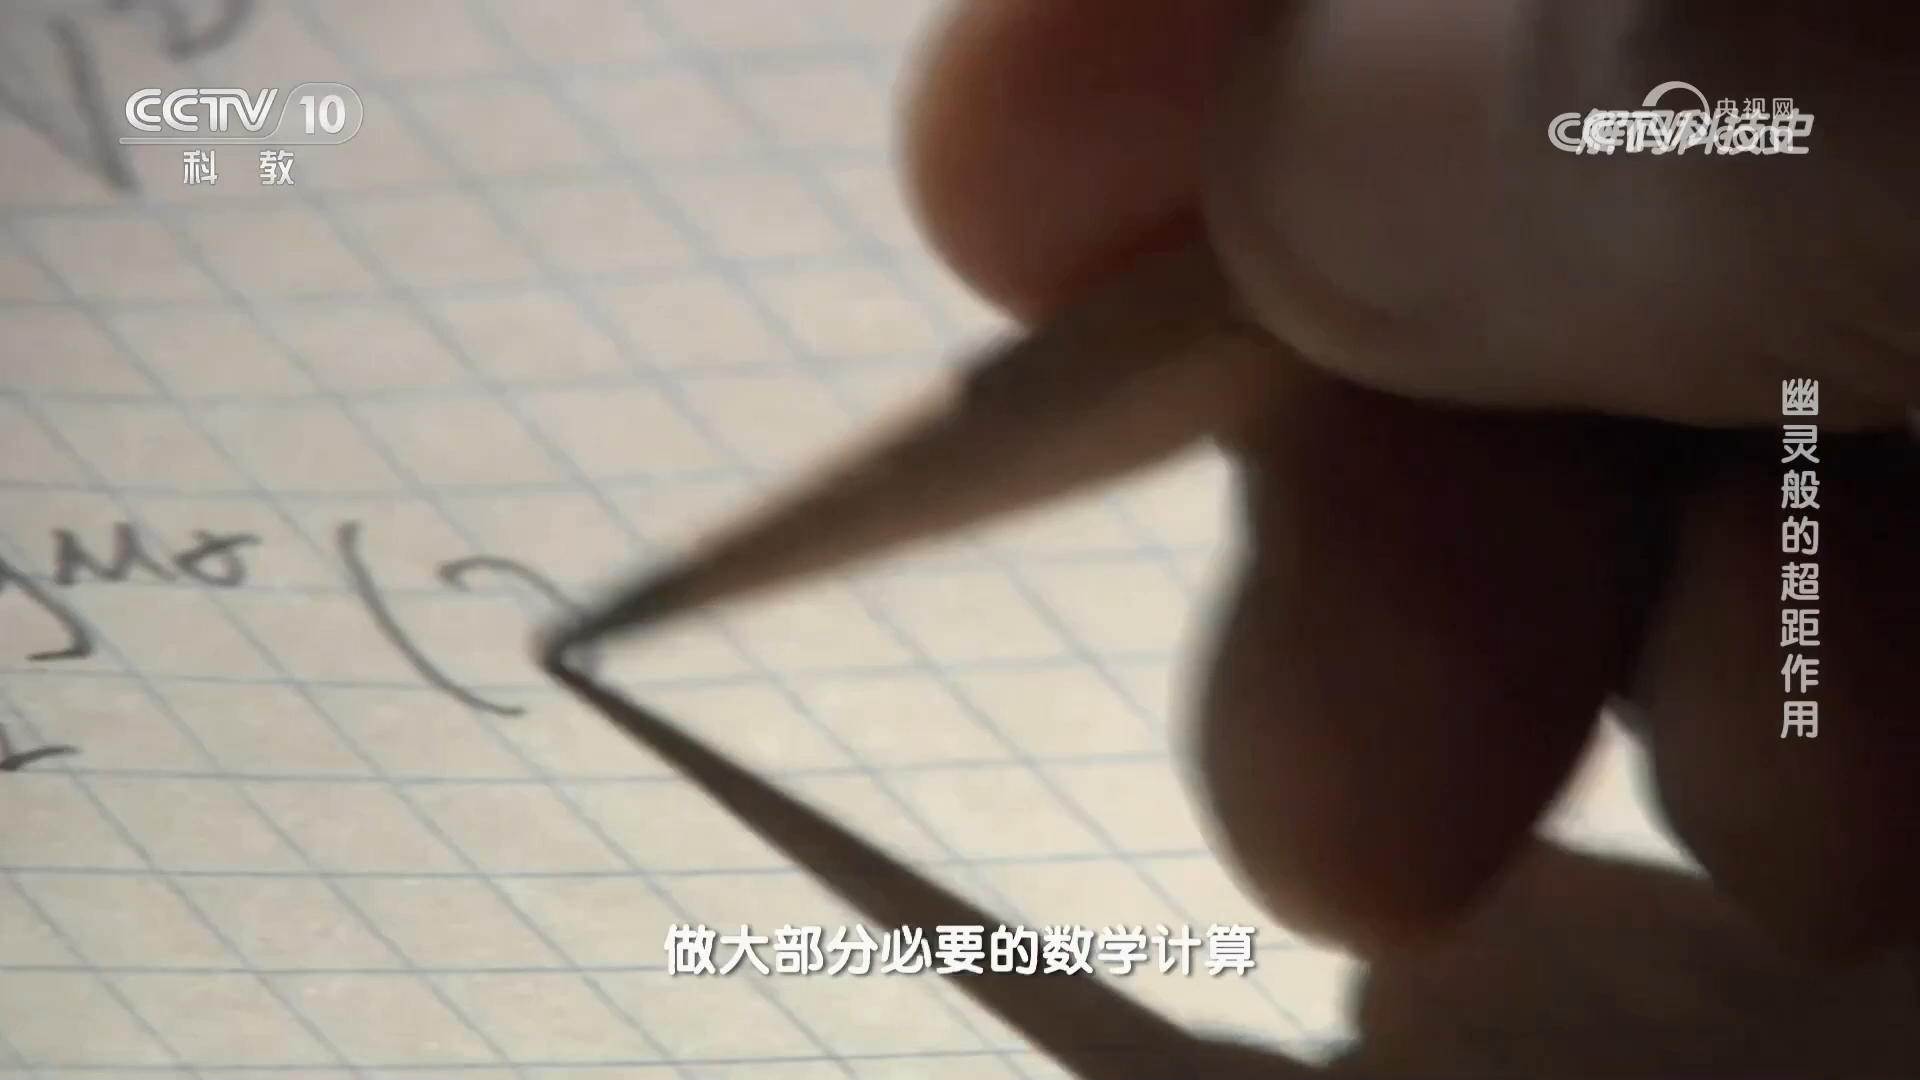 CCTV 10
科 教
解码科技史
央视网
幽灵般的超距作用
做大部分必要的数学计算